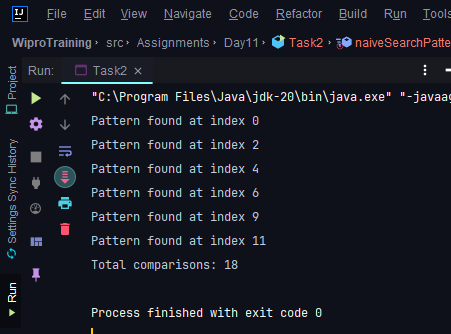 IJ File Edit View Navigate Code Refactor Build Run Tools
WiproTraining src Assignments Day11 Task2 naiveSearchPatte
Run: Task2
Project
Settings Sync History
Run
"C:\Program Files\Java\jdk-20\bin\java.exe" "-javaag
Pattern found at index 0
Pattern found at index 2
Pattern found at index 4
Pattern found at index 6
Pattern found at index 9
Pattern found at index 11
Total comparisons: 18
Process finished with exit code 0